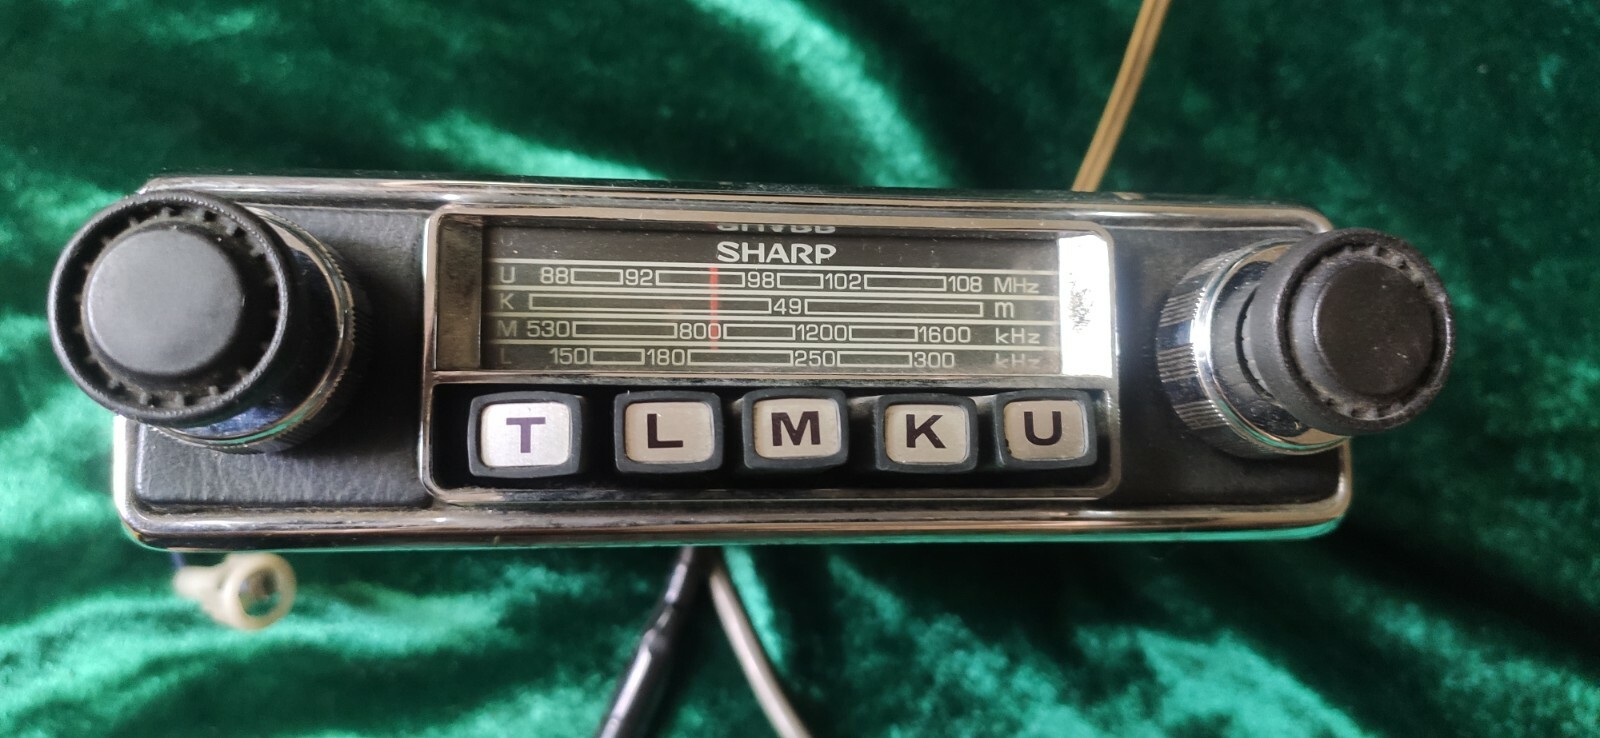 SHARP
U 88 92 98 102 108 MHz
K 49 m
M 530 800 1200 1600 kHz
L 150 180 250 300 kHz
T L M K U